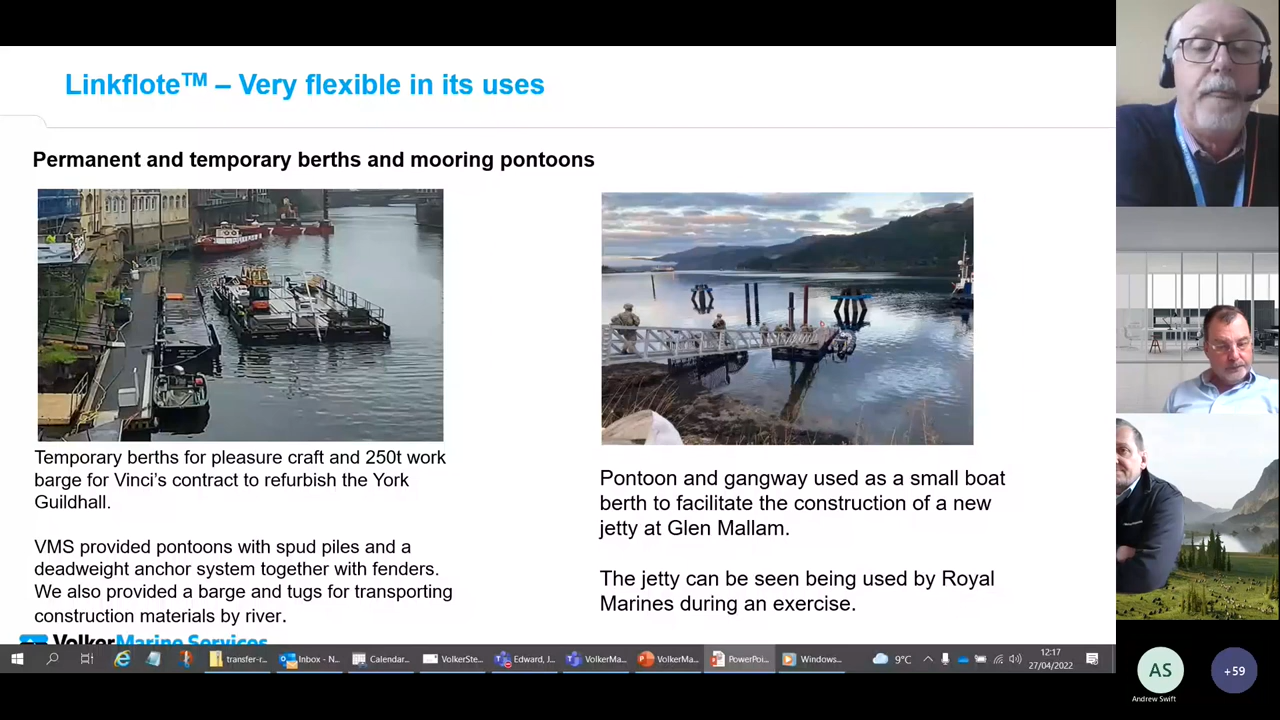 Linkflote™ – Very flexible in its uses
Permanent and temporary berths and mooring pontoons
Temporary berths for pleasure craft and 250t work
barge for Vinci's contract to refurbish the York
Guildhall.
VMS provided pontoons with spud piles and a
deadweight anchor system together with fenders.
We also provided a barge and tugs for transporting
construction materials by river.
Pontoon and gangway used as a small boat
berth to facilitate the construction of a new
jetty at Glen Mallam.
The jetty can be seen being used by Royal
Marines during an exercise.
VolkerMarine Services
transfer-r... Inbox - N... Calendar... VolkerSte... Edward, J... VolkerMa... VolkerMa... PowerPoi... Windows... 9°C 12:17
27/04/2022
AS
Andrew Swift
+59